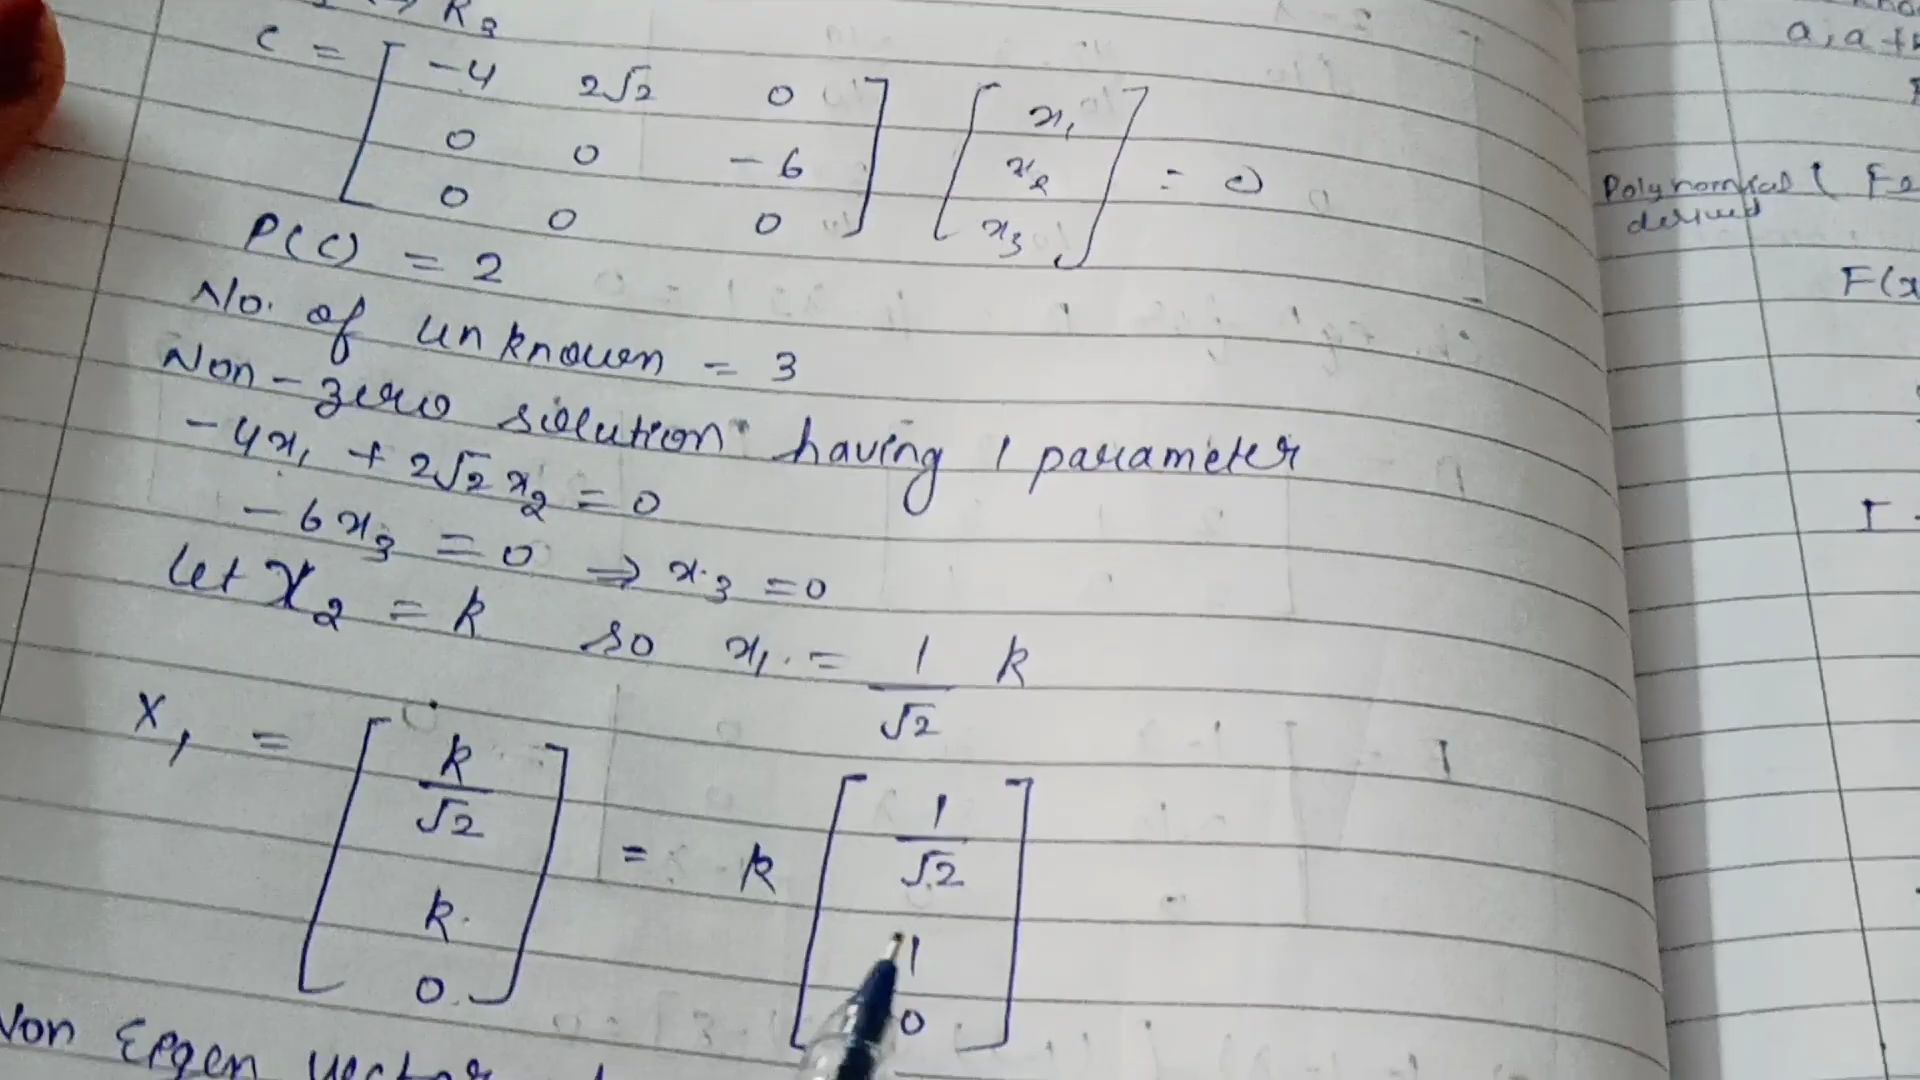 R3
C = [ -4 2√2 0 ] [ x1 ]
[ 0 0 -6 ] [ x2 ] = 0
[ 0 0 0 ] [ x3 ]
P(C) = 2
No. of unknown = 3
Non-zero solution having 1 parameter
-4x1 + 2√2 x2 = 0
-6x3 = 0 ⇒ x3 = 0
Let X2 = k so x1 = 1/√2 k
X1 = [ k/√2 ] = k [ 1/√2 ]
[ k ] [ 1 ]
[ 0 ] [ 0 ]
Eigen vector
Polynomial
derived